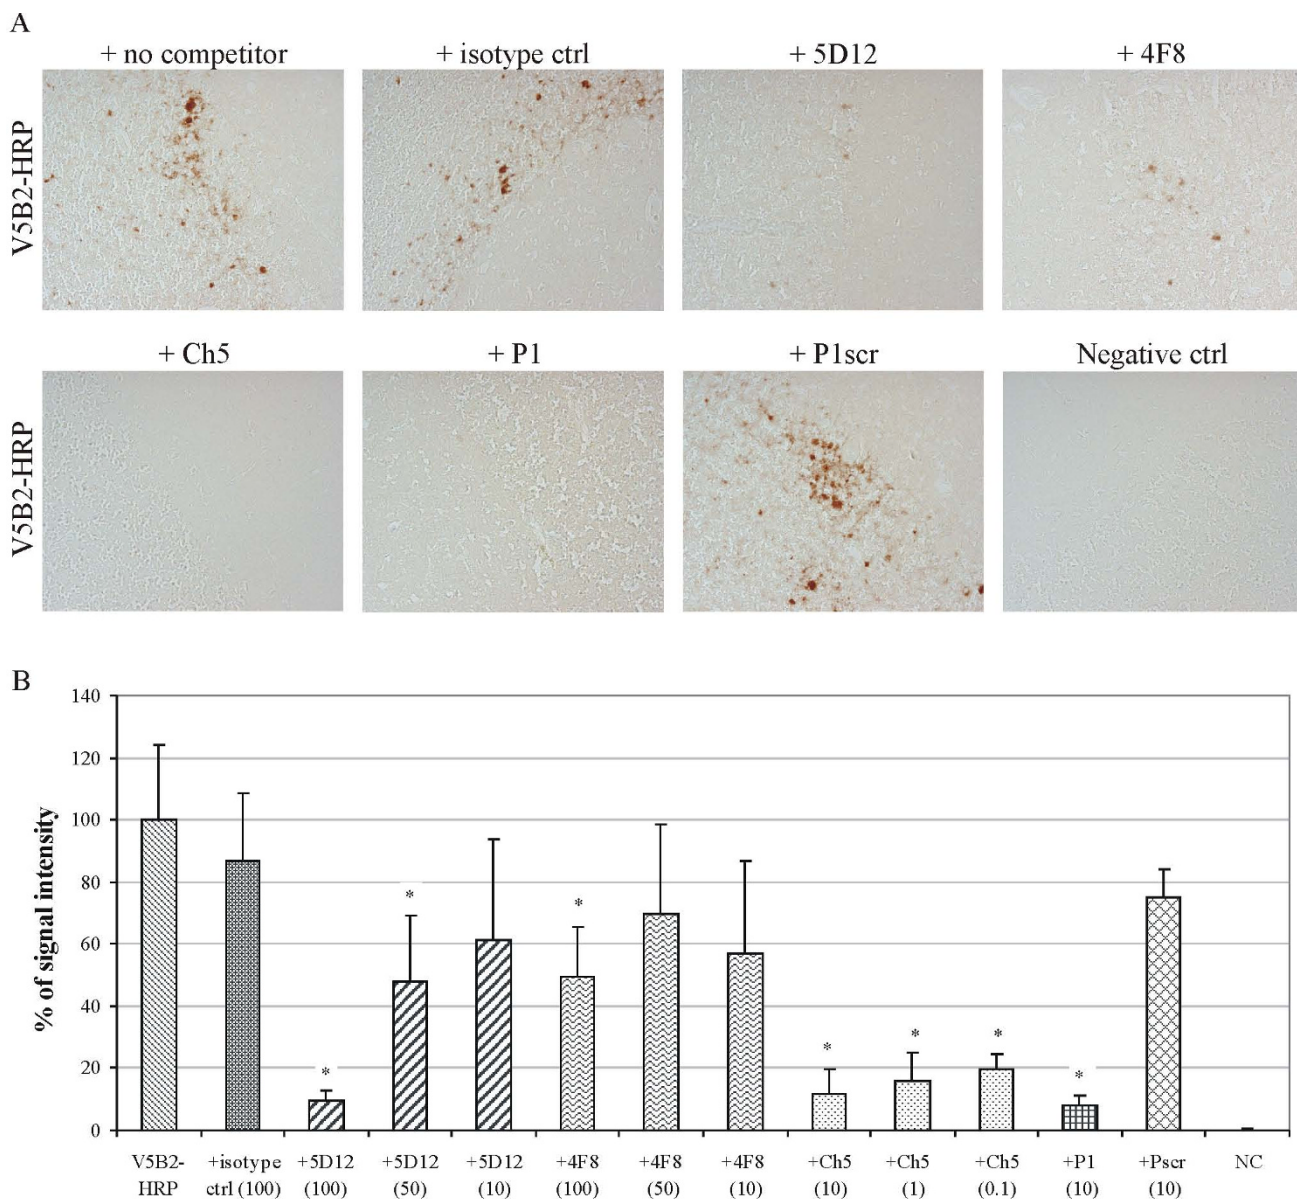 A
+ no competitor
+ isotype ctrl
+ 5D12
+ 4F8
V5B2-HRP
+ Ch5
+ P1
+ P1scr
Negative ctrl
V5B2-HRP
B
% of signal intensity
140
120
100
80
60
40
20
0
*
*
*
*
*
*
*
V5B2-
HRP
+isotype
ctrl (100)
+5D12
(100)
+5D12
(50)
+5D12
(10)
+4F8
(100)
+4F8
(50)
+4F8
(10)
+Ch5
(10)
+Ch5
(1)
+Ch5
(0.1)
+P1
(10)
+Pscr
(10)
NC